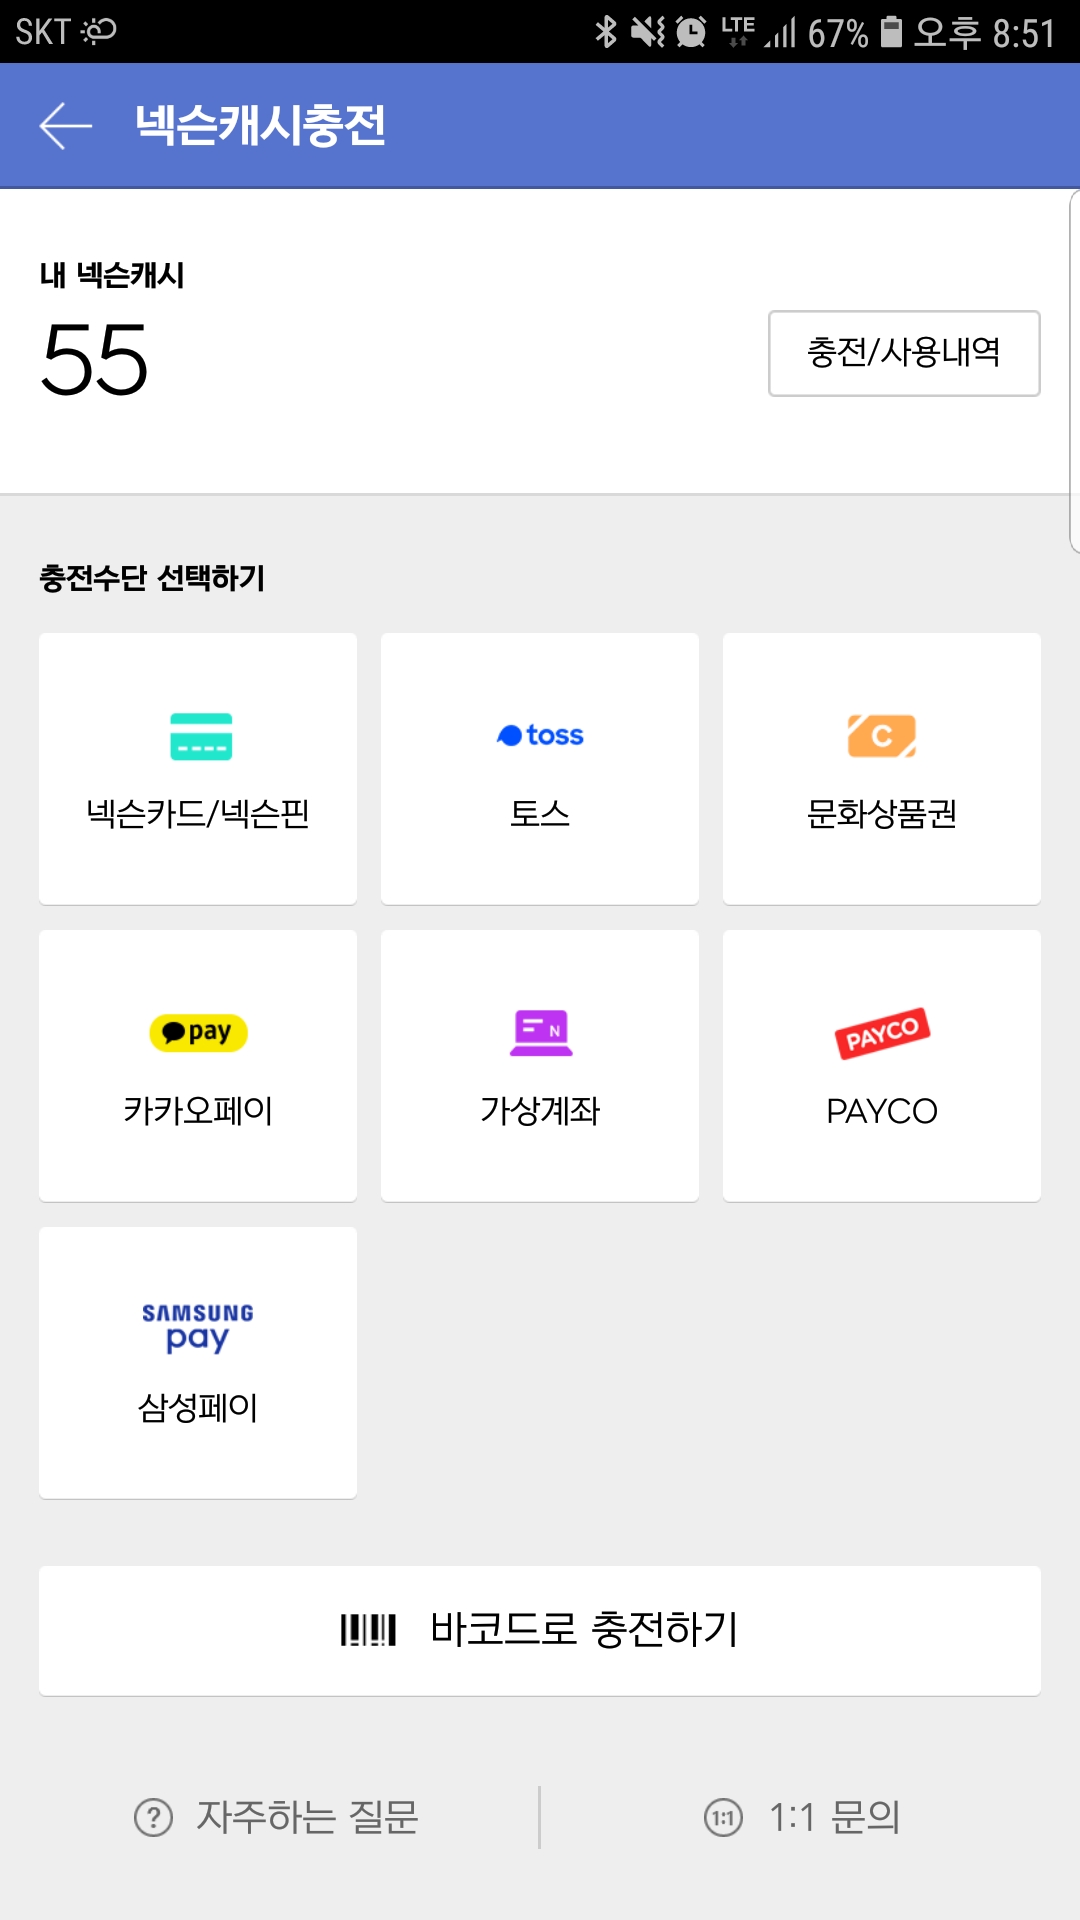 SKT LTE 67% 오후 8:51
넥슨캐시충전
내 넥슨캐시
55
충전/사용내역
충전수단 선택하기
toss
C
넥슨카드/넥슨핀
토스
문화상품권
pay
N
PAYCO
카카오페이
가상계좌
PAYCO
SAMSUNG
pay
삼성페이
바코드로 충전하기
? 자주하는 질문
1:1 1:1 문의